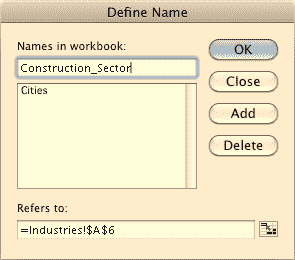 Define Name
Names in workbook:
Construction_Sector
Cities
OK
Close
Add
Delete
Refers to:
=Industries!$A$6